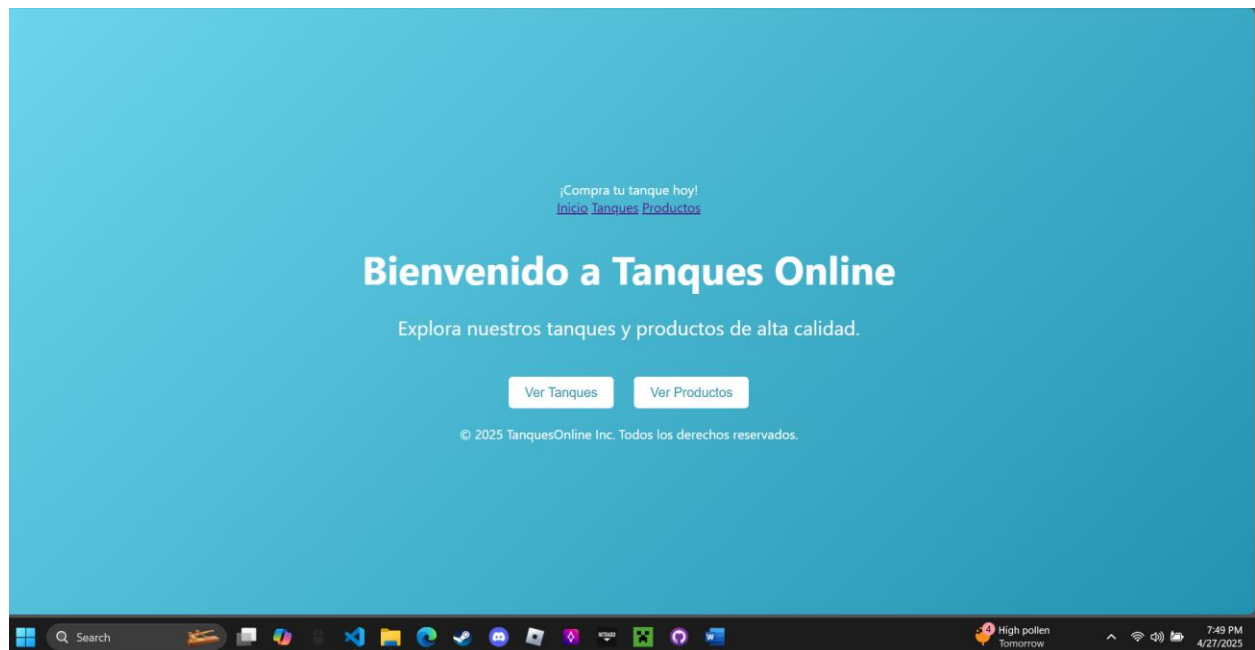 ¡Compra tu tanque hoy!
Inicio Tanques Productos
Bienvenido a Tanques Online
Explora nuestros tanques y productos de alta calidad.
Ver Tanques Ver Productos
© 2025 TanquesOnline Inc. Todos los derechos reservados.
Search
4
High pollen
Tomorrow
7:49 PM
4/27/2025